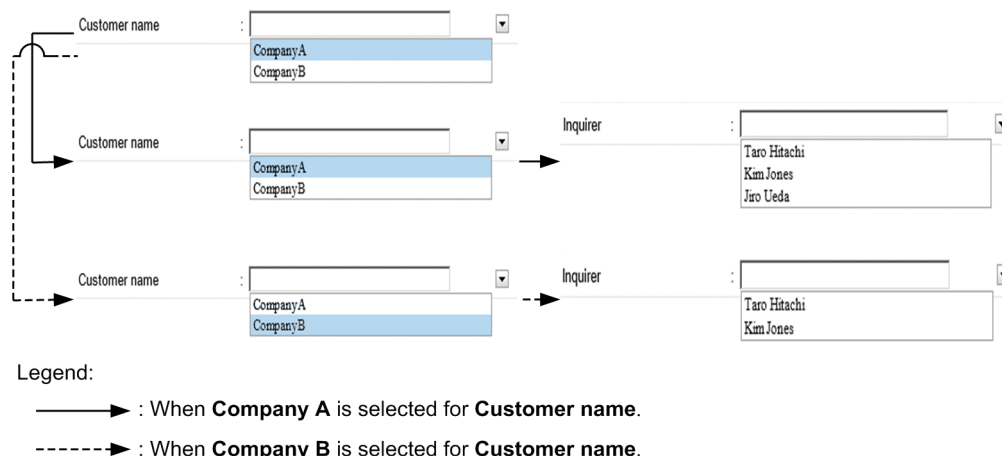 Customer name :
CompanyA
CompanyB
Customer name :
CompanyA
CompanyB
Inquirer :
Taro Hitachi
Kim Jones
Jiro Ueda
Customer name :
CompanyA
CompanyB
Inquirer :
Taro Hitachi
Kim Jones
Legend:
: When Company A is selected for Customer name.
: When Company B is selected for Customer name.